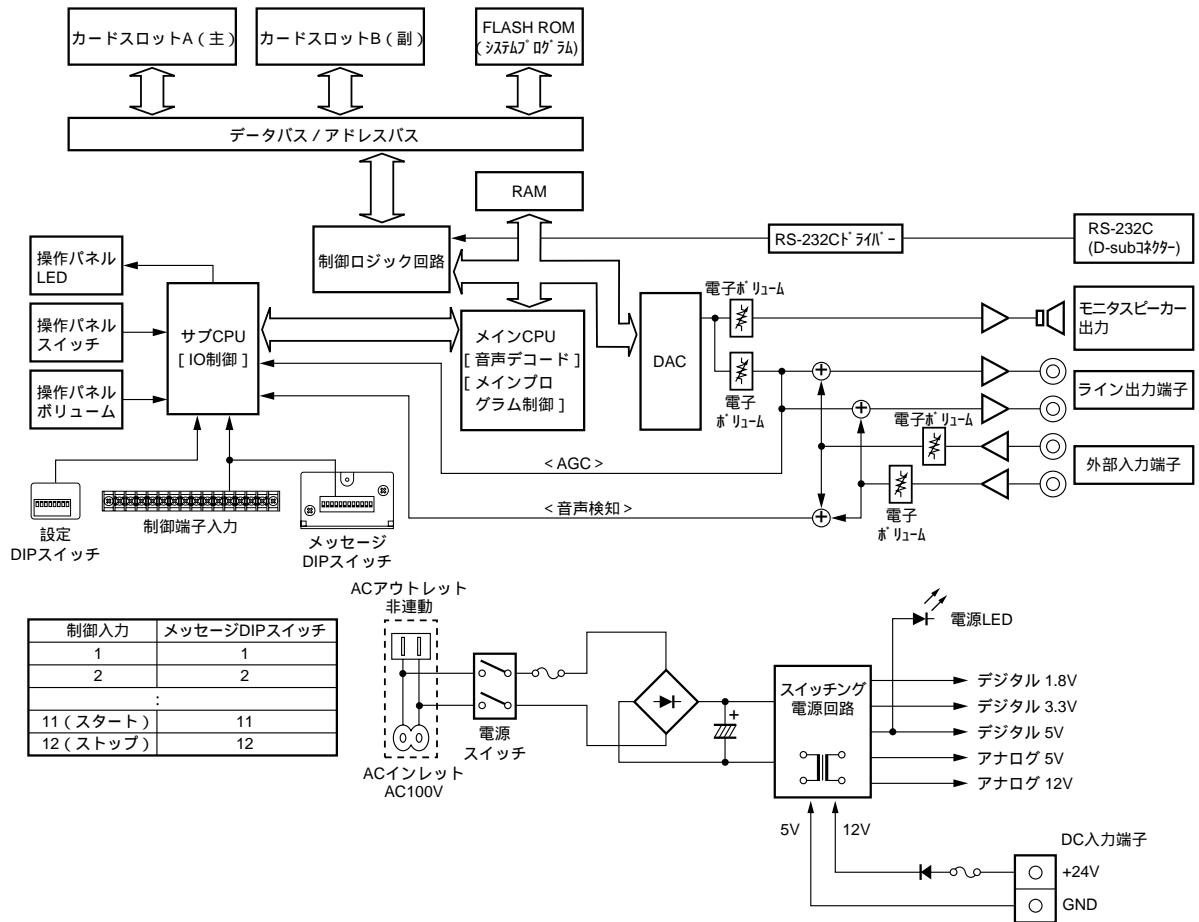 カードスロットA（主）
カードスロットB（副）
FLASH ROM
（ｼｽﾃﾑﾌﾟﾛｸﾞﾗﾑ)
データバス / アドレスバス
RAM
操作パネル
LED
制御ロジック回路
RS-232Cﾄﾞﾗｲﾊﾞｰ
RS-232C
(D-subｺﾈｸﾀｰ)
操作パネル
スイッチ
サブCPU
[ IO制御 ]
メインCPU
[ 音声デコード ]
[ メインプロ
グラム制御 ]
DAC
電子ﾎﾞﾘｭｰﾑ
モニタスピーカー
出力
操作パネル
ボリューム
電子
ﾎﾞﾘｭｰﾑ
ライン出力端子
電子ﾎﾞﾘｭｰﾑ
< AGC >
外部入力端子
< 音声検知 >
電子
ﾎﾞﾘｭｰﾑ
設定
DIPスイッチ
制御端子入力
メッセージ
DIPスイッチ
制御入力 メッセージDIPスイッチ
1 1
2 2
:
11（スタート） 11
12（ストップ） 12
ACアウトレット
非連動
電源
スイッチ
ACインレット
AC100V
+
スイッチング
電源回路
電源LED
デジタル 1.8V
デジタル 3.3V
デジタル 5V
アナログ 5V
アナログ 12V
5V
12V
DC入力端子
+24V
GND